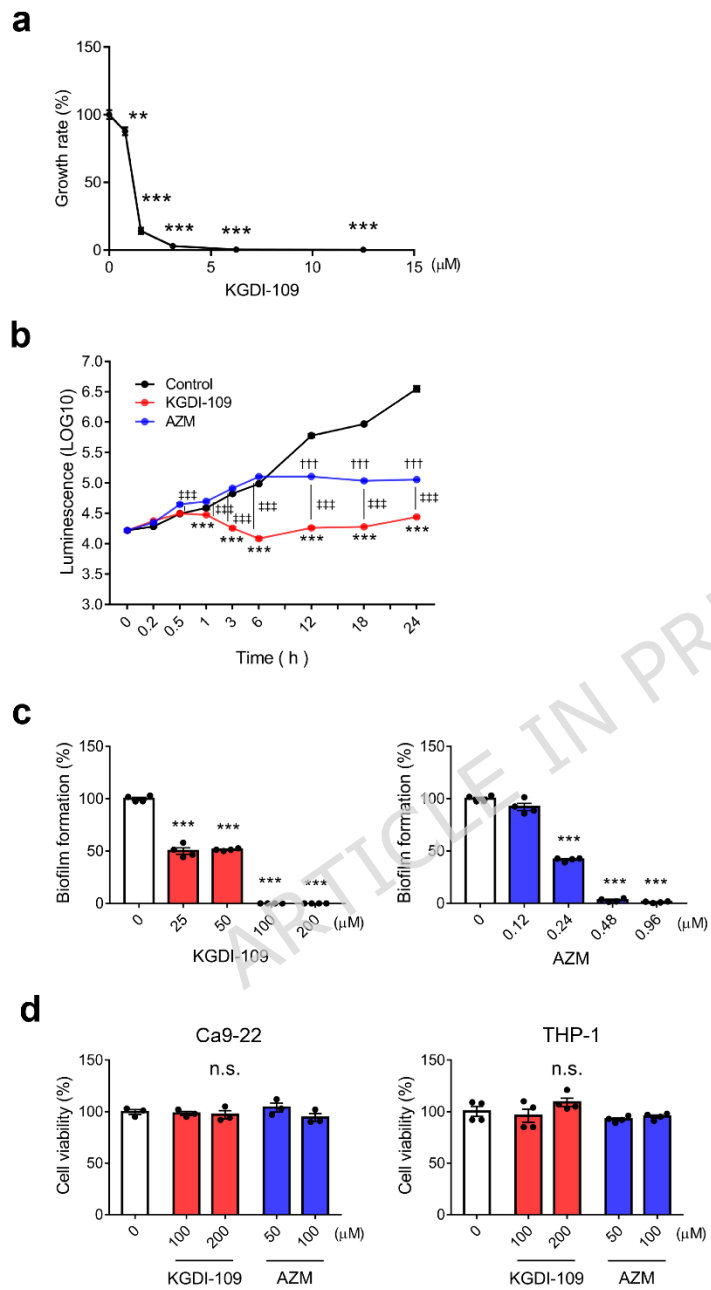 a
150
100
50
0
Growth rate (%)
**
***
***
***
***
0 5 10 15 (μM)
KGDI-109
b
7.0
6.5
6.0
5.5
5.0
4.5
4.0
3.5
3.0
Luminescence (LOG10)
Control
KGDI-109
AZM
††† ††† †††
‡‡‡ ‡‡‡ ‡‡‡ ‡‡‡ ‡‡‡ ‡‡‡ ‡‡‡
*** *** *** *** *** ***
0 0.2 0.5 1 3 6 12 18 24
Time ( h )
c
150
100
50
0
Biofilm formation (%)
*** *** *** ***
0 25 50 100 200 (μM)
KGDI-109
150
100
50
0
Biofilm formation (%)
*** *** ***
0 0.12 0.24 0.48 0.96 (μM)
AZM
d
Ca9-22
150
100
50
0
Cell viability (%)
n.s.
0 100 200 50 100 (μM)
KGDI-109 AZM
THP-1
150
100
50
0
Cell viability (%)
n.s.
0 100 200 50 100 (μM)
KGDI-109 AZM
ARTICLE IN PR